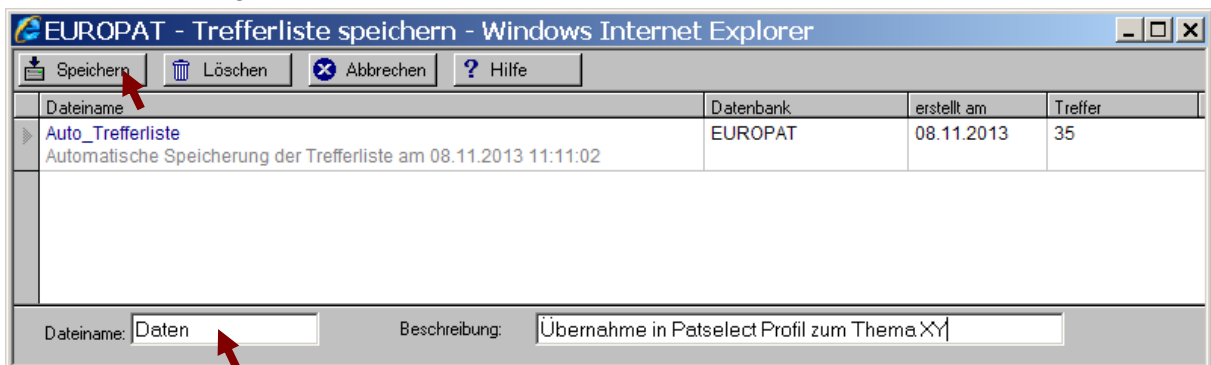 EUROPAT - Trefferliste speichern - Windows Internet Explorer
Speichern Löschen Abbrechen ? Hilfe
Dateiname Datenbank erstellt am Treffer
Auto_Trefferliste EUROPAT 08.11.2013 35
Automatische Speicherung der Trefferliste am 08.11.2013 11:11:02
Dateiname: Daten Beschreibung: Übernahme in Patselect Profil zum Thema XY